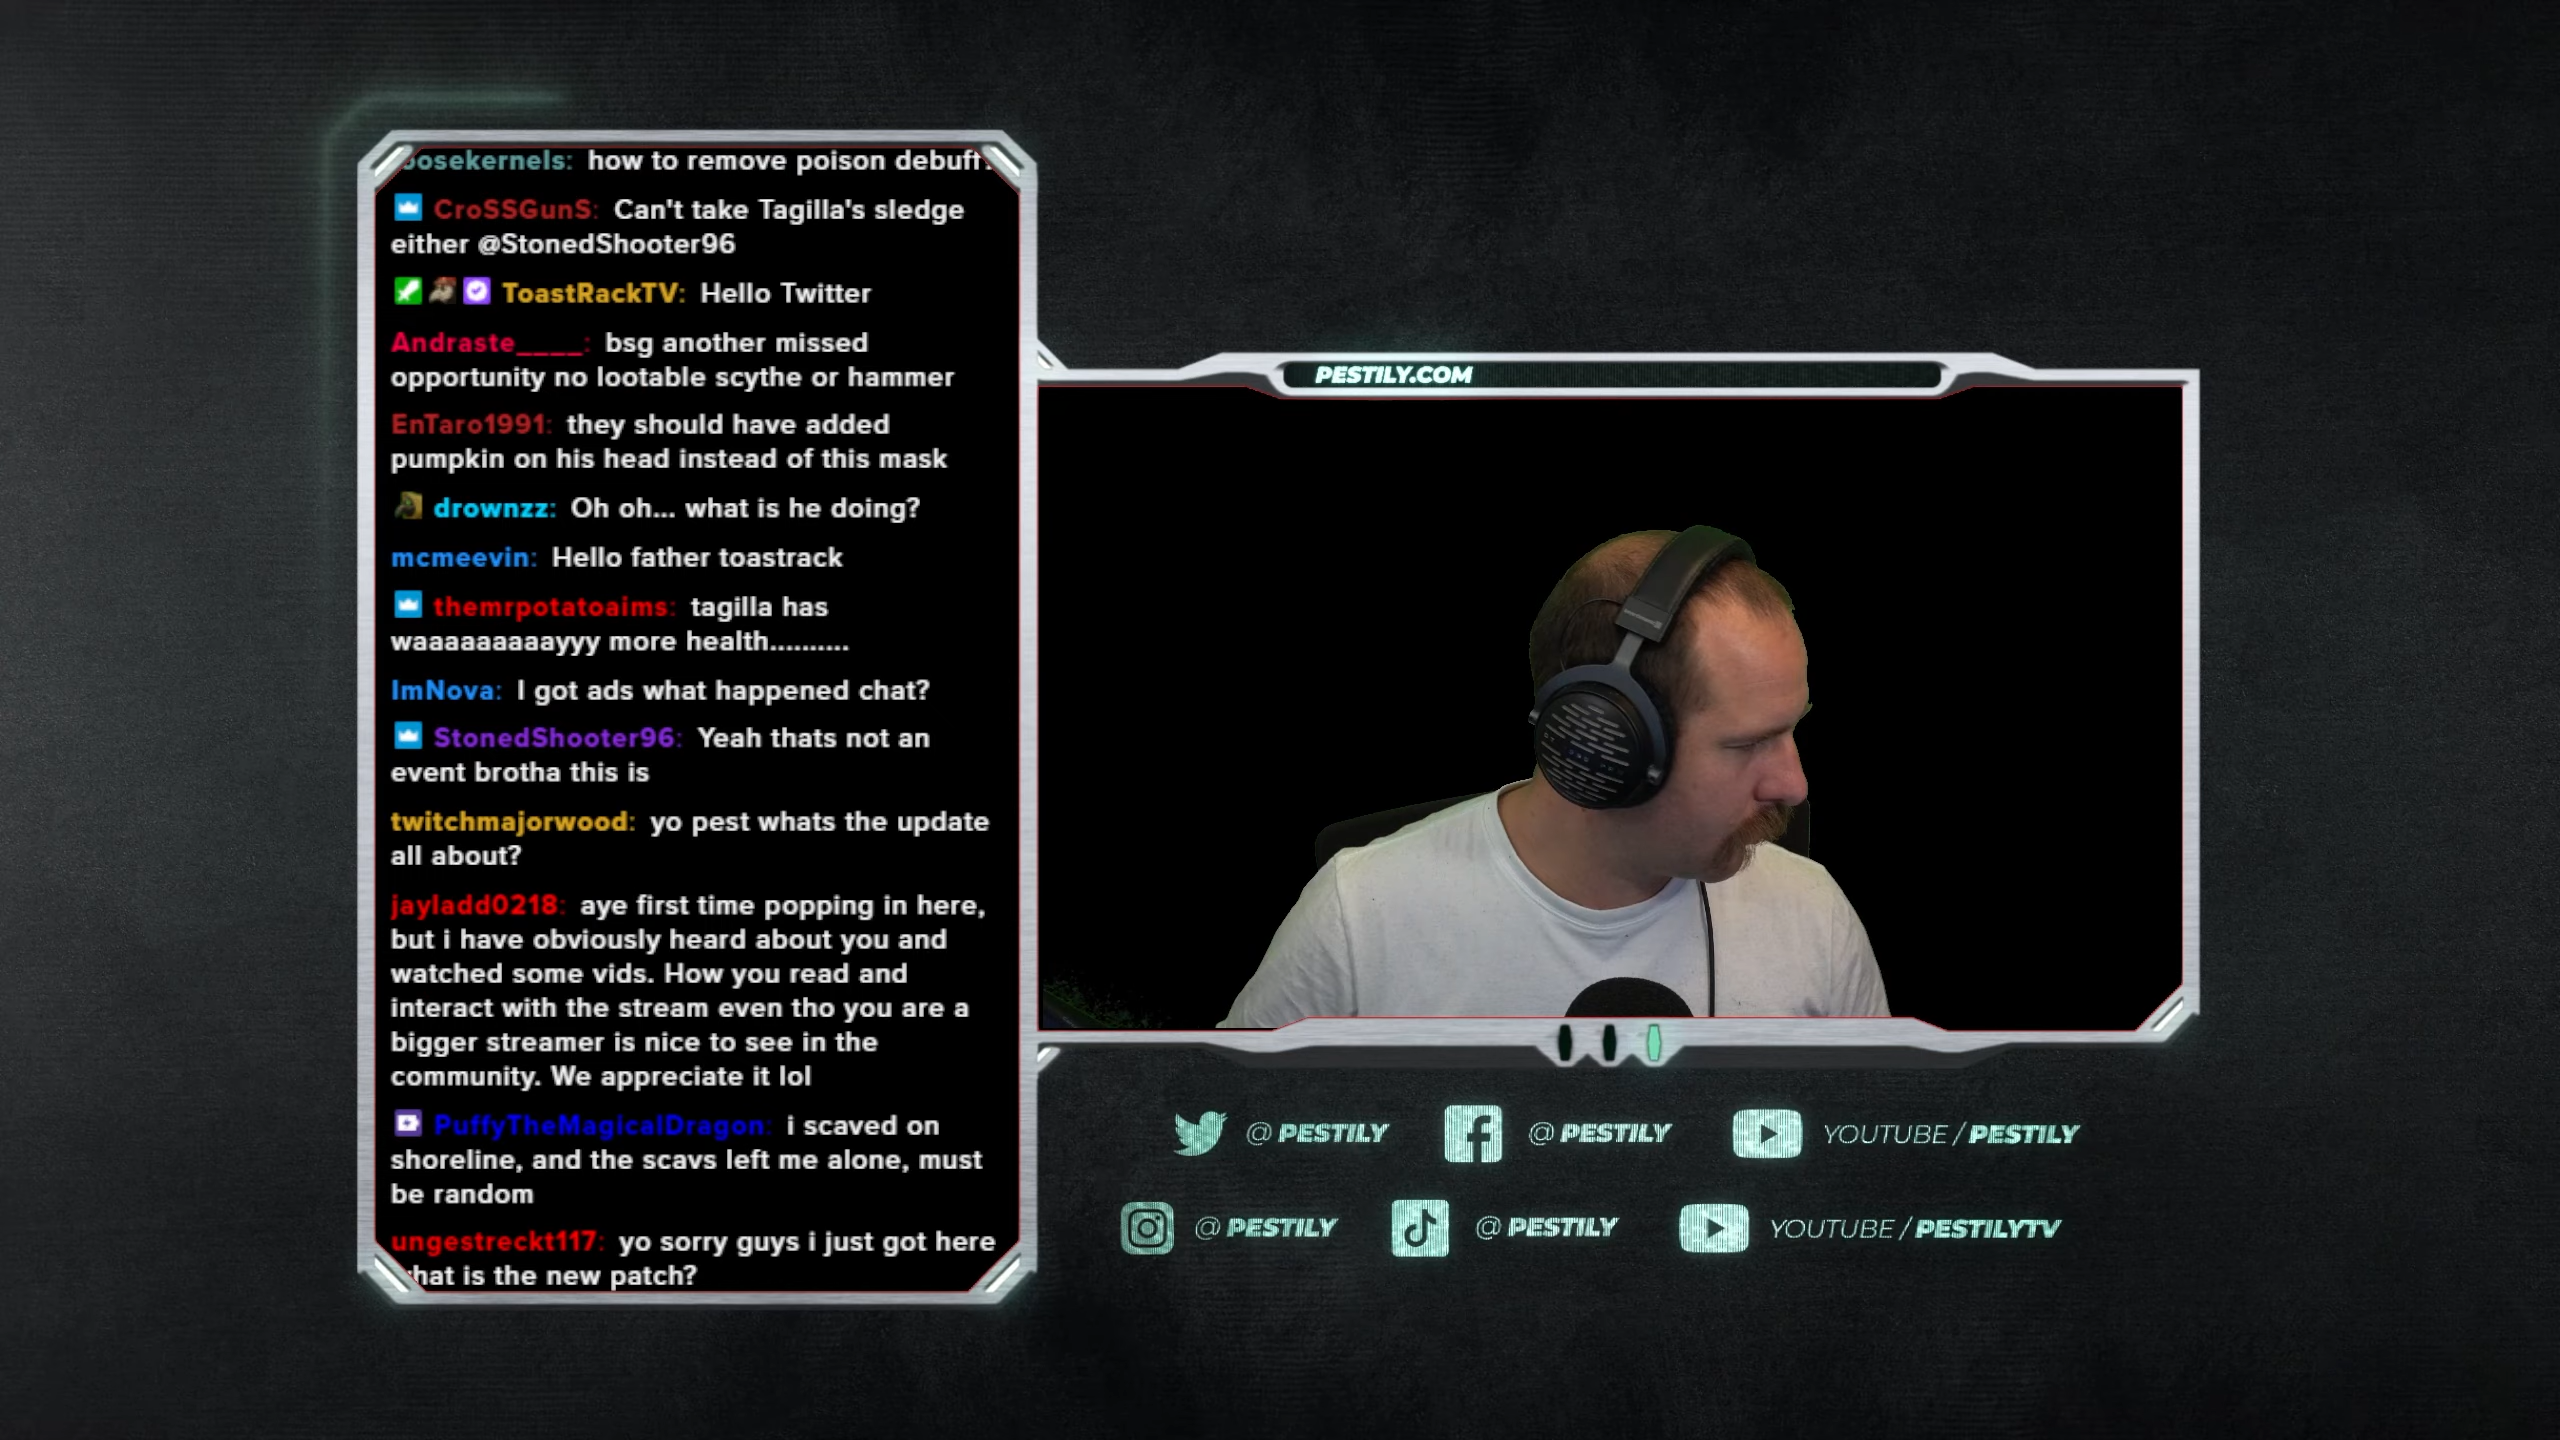 how to remove poison debuff
CroSSGunS: Can't take Tagilla's sledge
either @StonedShooter96
ToastRackTV: Hello Twitter
Andraste____: bsg another missed
opportunity no lootable scythe or hammer
EnTaro1991: they should have added
pumpkin on his head instead of this mask
drownzz: Oh oh... what is he doing?
mcmeevin: Hello father toastrack
themrpotatoaims: tagilla has
waaaaaaaaayyy more health..........
ImNova: I got ads what happened chat?
StonedShooter96: Yeah thats not an
event brotha this is
twitchmajorwood: yo pest whats the update
all about?
jayladd0218: aye first time popping in here,
but i have obviously heard about you and
watched some vids. How you read and
interact with the stream even tho you are a
bigger streamer is nice to see in the
community. We appreciate it lol
PuffyTheMagicalDragon: i scaved on
shoreline, and the scavs left me alone, must
be random
ungestreckt117: yo sorry guys i just got here
hat is the new patch?
PESTILY.COM
@PESTILY
@PESTILY
YOUTUBE/PESTILY
@PESTILY
@PESTILY
YOUTUBE/PESTILYTV